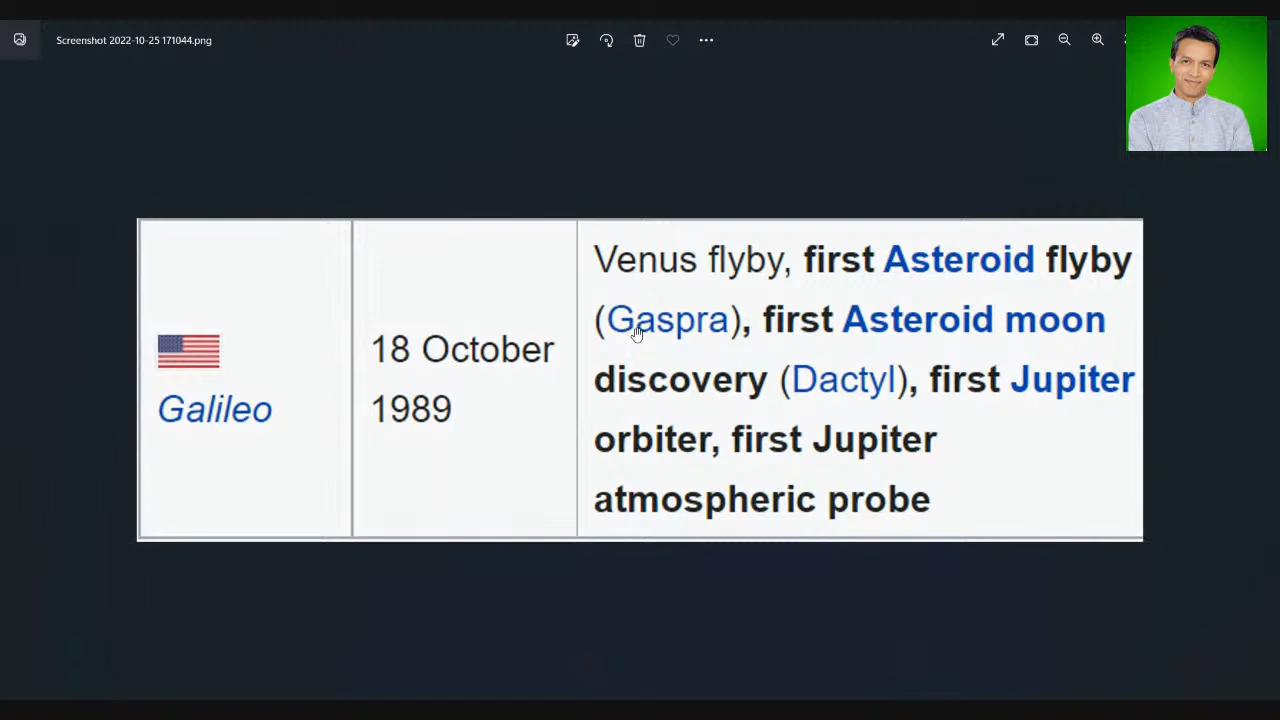 Screenshot 2022-10-25 171044.png
Galileo
18 October
1989
Venus flyby, first Asteroid flyby
(Gaspra), first Asteroid moon
discovery (Dactyl), first Jupiter
orbiter, first Jupiter
atmospheric probe